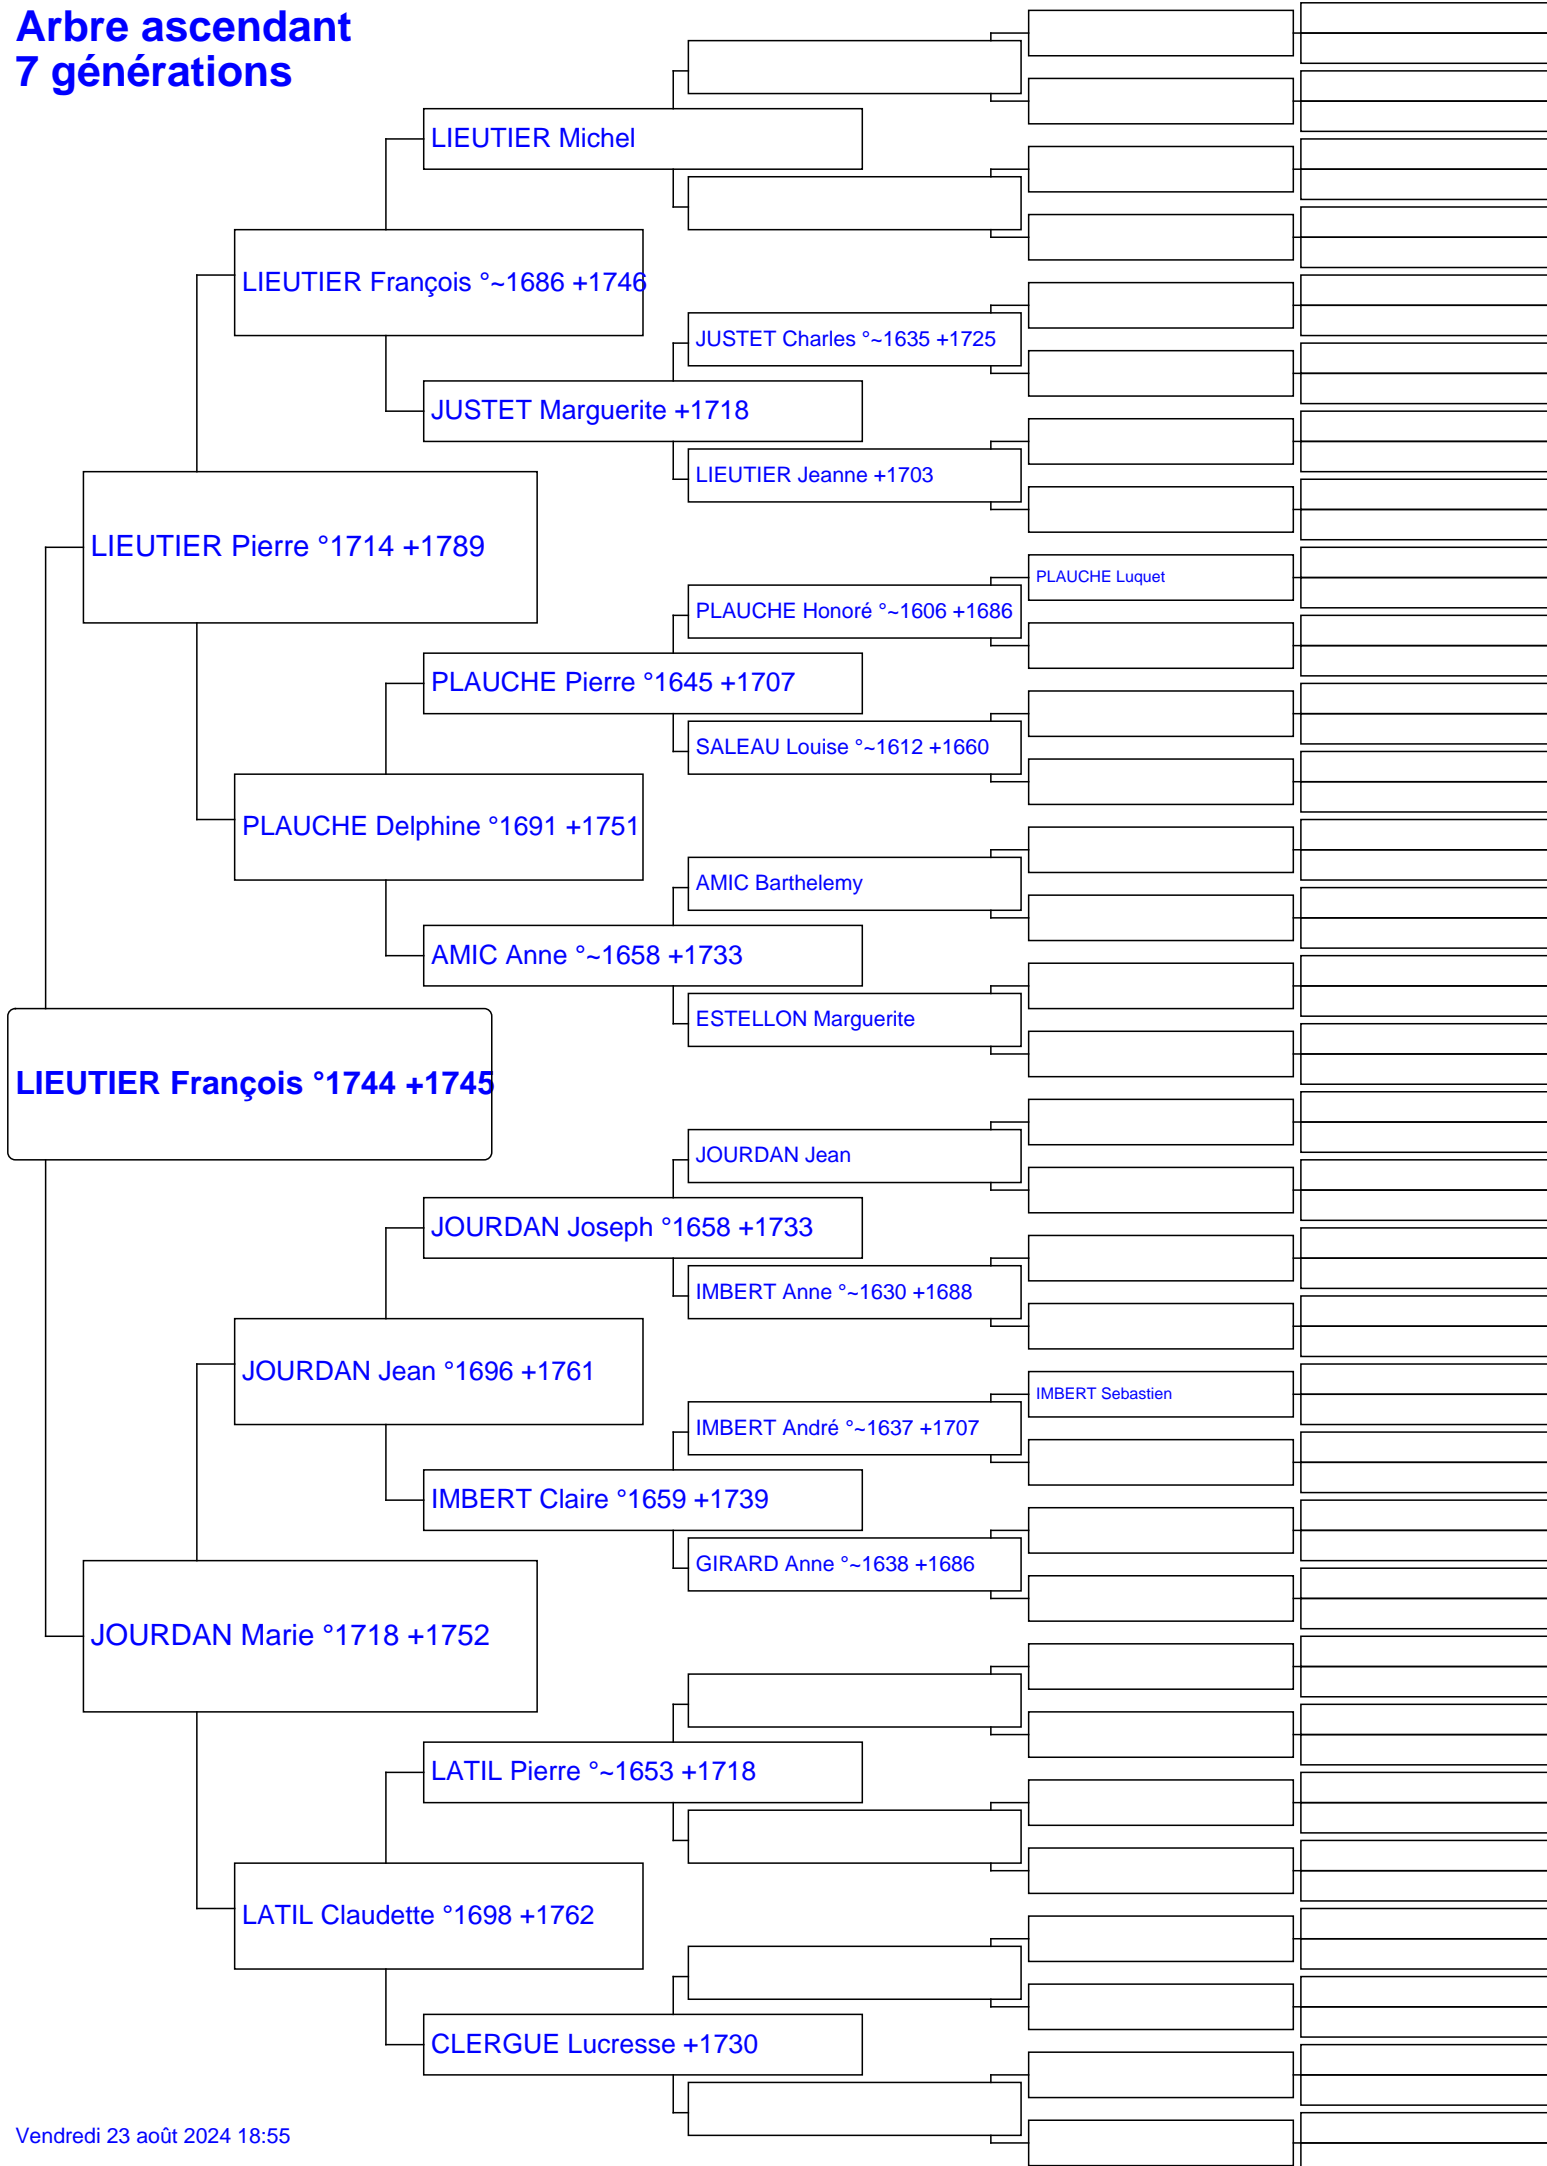 Arbre ascendant
7 générations
LIEUTIER Michel
LIEUTIER François °~1686 +1746
JUSTET Charles °~1635 +1725
JUSTET Marguerite +1718
LIEUTIER Jeanne +1703
LIEUTIER Pierre °1714 +1789
PLAUCHE Luquet
PLAUCHE Honoré °~1606 +1686
PLAUCHE Pierre °1645 +1707
SALEAU Louise °~1612 +1660
PLAUCHE Delphine °1691 +1751
AMIC Barthelemy
AMIC Anne °~1658 +1733
ESTELLON Marguerite
LIEUTIER François °1744 +1745
JOURDAN Jean
JOURDAN Joseph °1658 +1733
IMBERT Anne °~1630 +1688
JOURDAN Jean °1696 +1761
IMBERT Sebastien
IMBERT André °~1637 +1707
IMBERT Claire °1659 +1739
GIRARD Anne °~1638 +1686
JOURDAN Marie °1718 +1752
LATIL Pierre °~1653 +1718
LATIL Claudette °1698 +1762
CLERGUE Lucresse +1730
Vendredi 23 août 2024 18:55